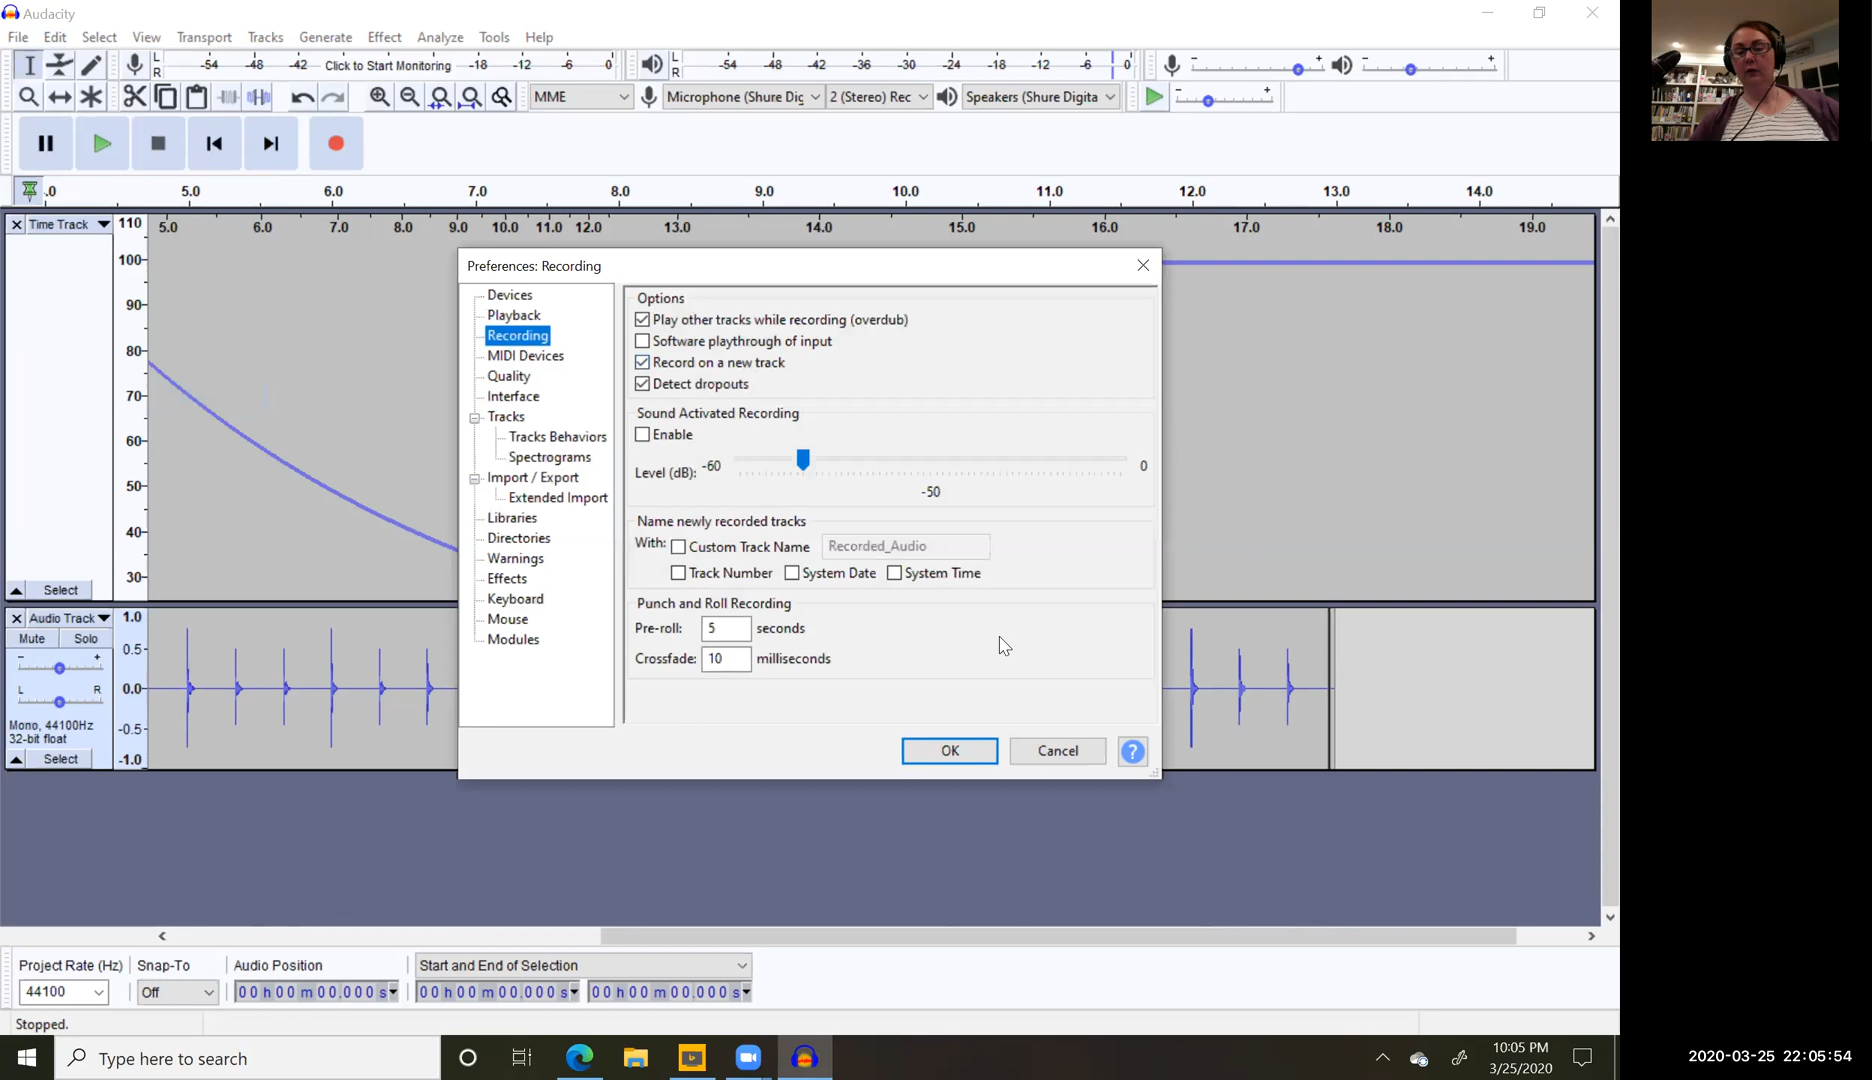 Audacity
File Edit Select View Transport Tracks Generate Effect Analyze Tools Help
L R -54 -48 -42 Click to Start Monitoring -18 -12 -6 0 L R -54 -48 -42 -36 -30 -24 -18 -12 -6 0 - + - +
MME Microphone (Shure Dig 2 (Stereo) Rec Speakers (Shure Digita - +
.0 5.0 6.0 7.0 8.0 9.0 10.0 11.0 12.0 13.0 14.0
Time Track 110 5.0 6.0 7.0 8.0 9.0 10.0 11.0 12.0 13.0 14.0 15.0 16.0 17.0 18.0 19.0
100-
90-
80-
70-
60-
50-
40-
30-
Select
Preferences: Recording
Devices
Playback
Recording
MIDI Devices
Quality
Interface
Tracks
Tracks Behaviors
Spectrograms
Import / Export
Extended Import
Libraries
Directories
Warnings
Effects
Keyboard
Mouse
Modules
Options
Play other tracks while recording (overdub)
Software playthrough of input
Record on a new track
Detect dropouts
Sound Activated Recording
Enable
Level (dB): -60 0
-50
Name newly recorded tracks
With: Custom Track Name Recorded_Audio
Track Number System Date System Time
Punch and Roll Recording
Pre-roll: 5 seconds
Crossfade: 10 milliseconds
OK Cancel ?
Audio Track 1.0
Mute Solo
- + 0.5-
L R 0.0-
Mono, 44100Hz
32-bit float -0.5-
Select -1.0
Project Rate (Hz) Snap-To Audio Position Start and End of Selection
44100 Off 00 h 00 m 00.000 s 00 h 00 m 00.000 s 00 h 00 m 00.000 s
Stopped.
Type here to search
10:05 PM
3/25/2020
2020-03-25 22:05:54